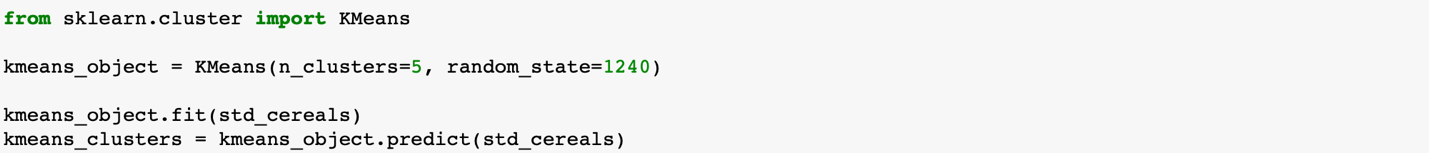 from sklearn.cluster import KMeans
kmeans_object = KMeans(n_clusters=5, random_state=1240)
kmeans_object.fit(std_cereals)
kmeans_clusters = kmeans_object.predict(std_cereals)